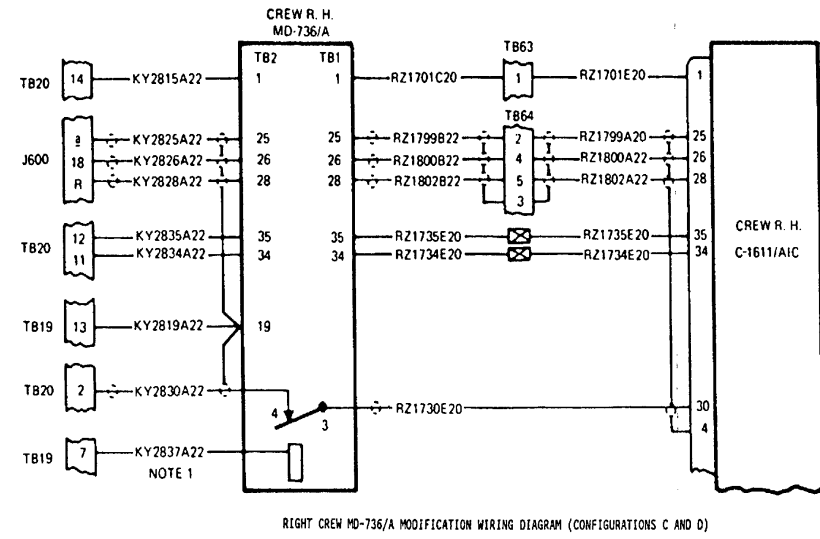 CREW R. H.
MD-736/A
TB2 TB1
TB63
TB20 14 KY2815A22 1 1 RZ1701C20 1 RZ1701E20 1
TB64
J600
a KY2825A22 25 25 RZ1799B22 2 RZ1799A20 25
18 KY2826A22 26 26 RZ1800B22 4 RZ1800A22 26
R KY2828A22 28 28 RZ1802B22 5 RZ1802A22 28
3
TB20
12 KY2835A22 35 35 RZ1735E20 RZ1735E20 35
11 KY2834A22 34 34 RZ1734E20 RZ1734E20 34
CREW R. H.
C-1611/AIC
TB19 13 KY2819A22 19
TB20 2 KY2830A22
4 3 RZ1730E20 30
4
TB19 7 KY2837A22
NOTE 1
RIGHT CREW MD-736/A MODIFICATION WIRING DIAGRAM (CONFIGURATIONS C AND D)